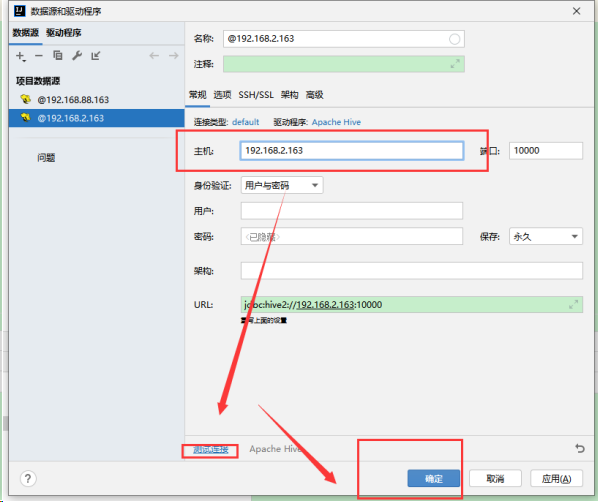 数据源和驱动程序
数据源 驱动程序
项目数据源
@192.168.88.163
@192.168.2.163
问题
名称: @192.168.2.163
注释:
常规 选项 SSH/SSL 架构 高级
连接类型: default 驱动程序: Apache Hive
主机: 192.168.2.163 端口: 10000
身份验证: 用户与密码
用户:
密码: <已隐藏> 保存: 永久
架构:
URL: jdbc:hive2://192.168.2.163:10000
覆盖上面的设置
测试连接 Apache Hive
? 确定 取消 应用(A)